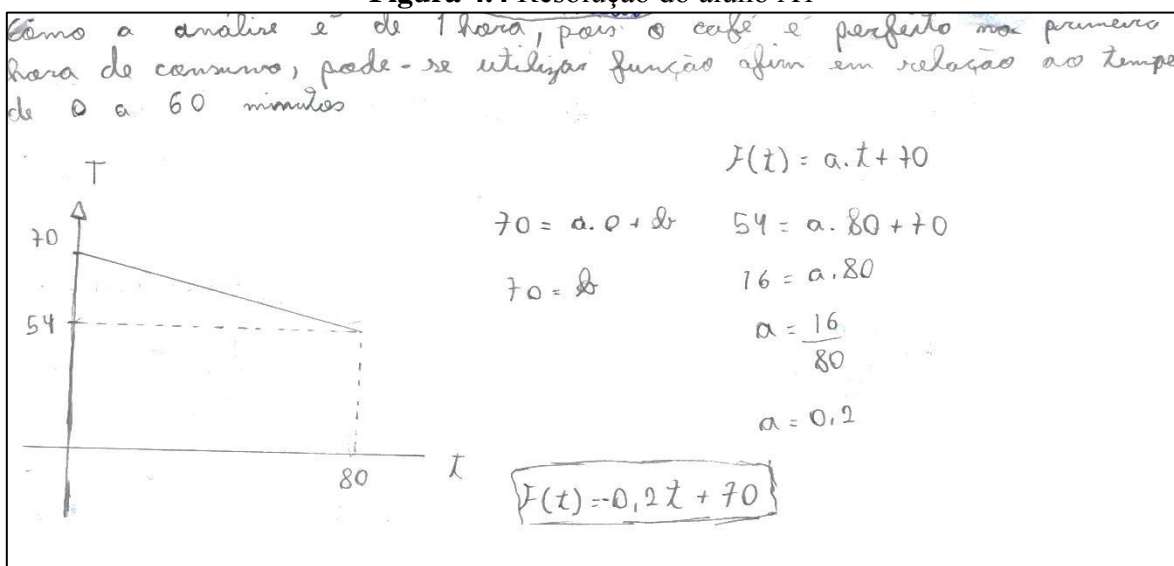 Figura 4.4 Resolução do aluno A1
Como a análise é de 1 hora, pois o café é perfeito na primeira
hora de consumo, pode-se utilizar função afim em relação ao tempo
de 0 a 60 minutos
T
70
54
80
t
70 = a.0 + b
70 = b
F(t) = a.t + 70
54 = a.80 + 70
16 = a.80
a = 16/80
a = 0,2
F(t) = -0,2t + 70